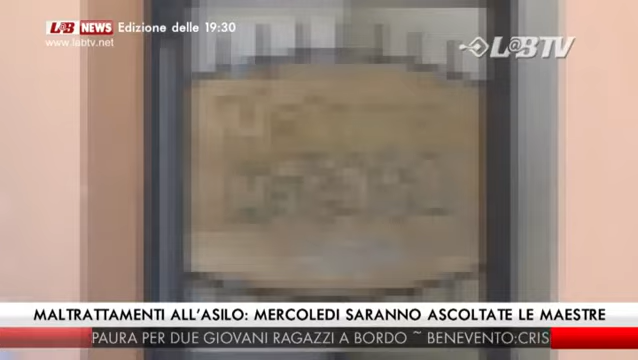 LAB NEWS Edizione delle 19:30
www.labtv.net
L@BTV
MALTRATTAMENTI ALL'ASILO: MERCOLEDI SARANNO ASCOLTATE LE MAESTRE
PAURA PER DUE GIOVANI RAGAZZI A BORDO ~ BENEVENTO:CRIS